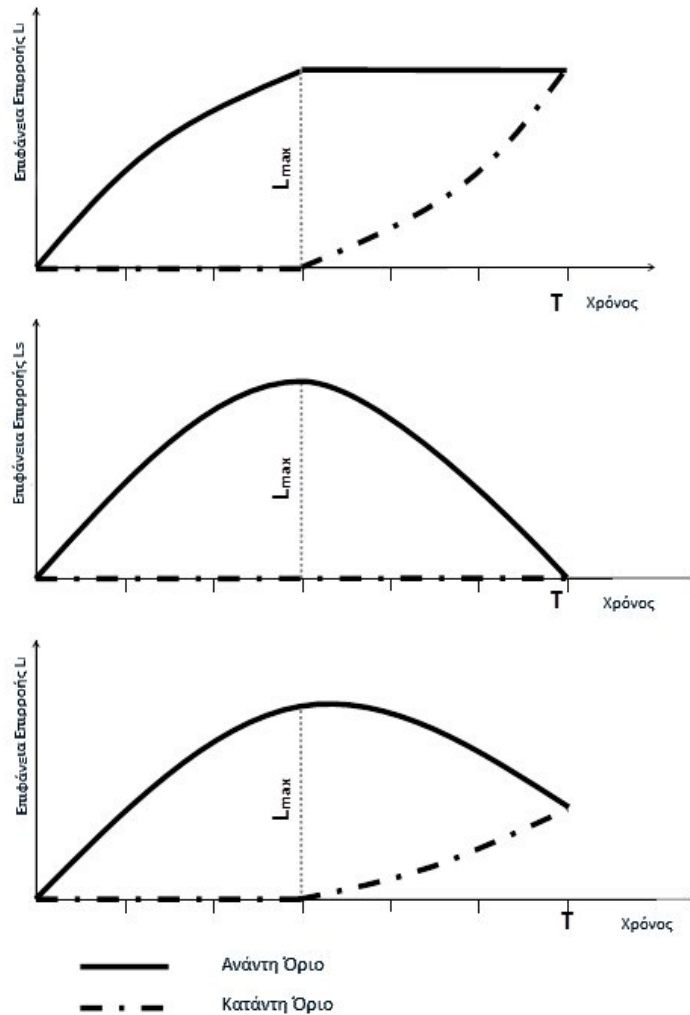 Επιφάνεια Επιρροής Lᵢ
Lmax
T Χρόνος
Επιφάνεια Επιρροής Ls
Lmax
T Χρόνος
Επιφάνεια Επιρροής Lᵢ
Lmax
T Χρόνος
Ανάντη Όριο
Κατάντη Όριο